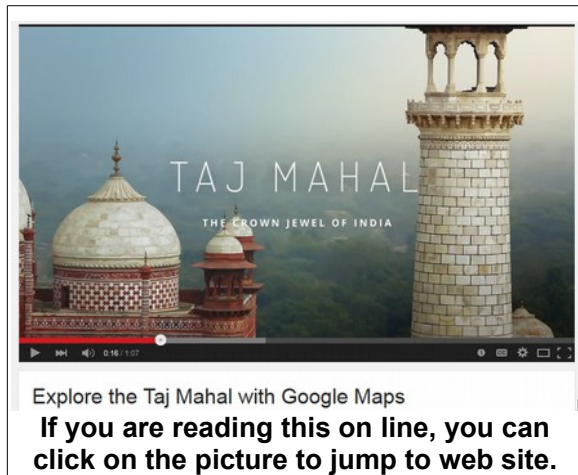 TAJ MAHAL
THE CROWN JEWEL OF INDIA
0:16 / 1:07
Explore the Taj Mahal with Google Maps
If you are reading this on line, you can
click on the picture to jump to web site.